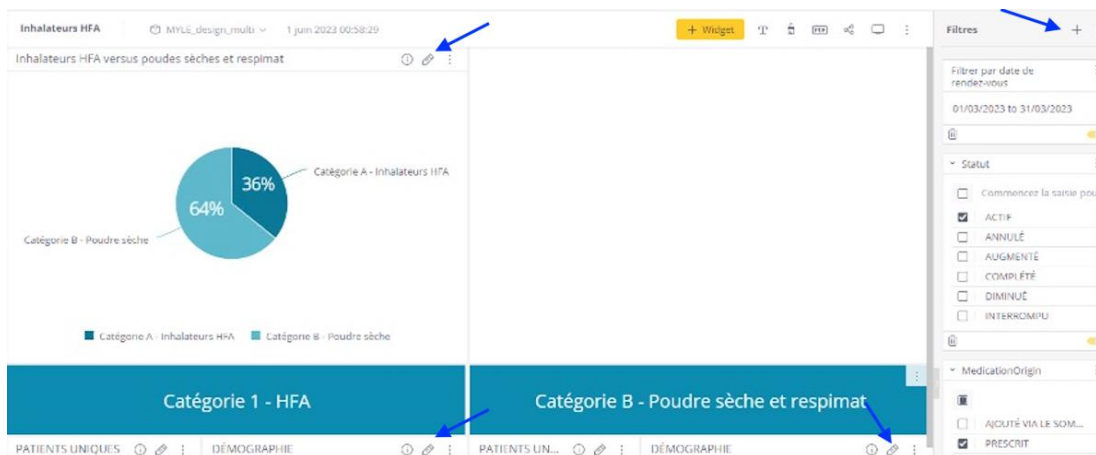 Inhalateurs HFA
MYLE_design_multi
1 juin 2023 00:58:29
+ Widget
Filtres
Inhalateurs HFA versus poudes sèches et respimat
Filtrer par date de
rendez-vous
01/03/2023 to 31/03/2023
36%
64%
Catégorie A - Inhalateurs HFA
Catégorie B - Poudre sèche
Catégorie A - Inhalateurs HFA
Catégorie B - Poudre sèche
Statut
Commencez la saisie pou
ACTIF
ANNULÉ
AUGMENTÉ
COMPLÉTÉ
DIMINUÉ
INTERROMPU
Catégorie 1 - HFA
Catégorie B - Poudre sèche et respimat
MedicationOrigin
AJOUTÉ VIA LE SOM...
PRESCRIT
PATIENTS UNIQUES
DÉMOGRAPHIE
PATIENTS UN...
DÉMOGRAPHIE